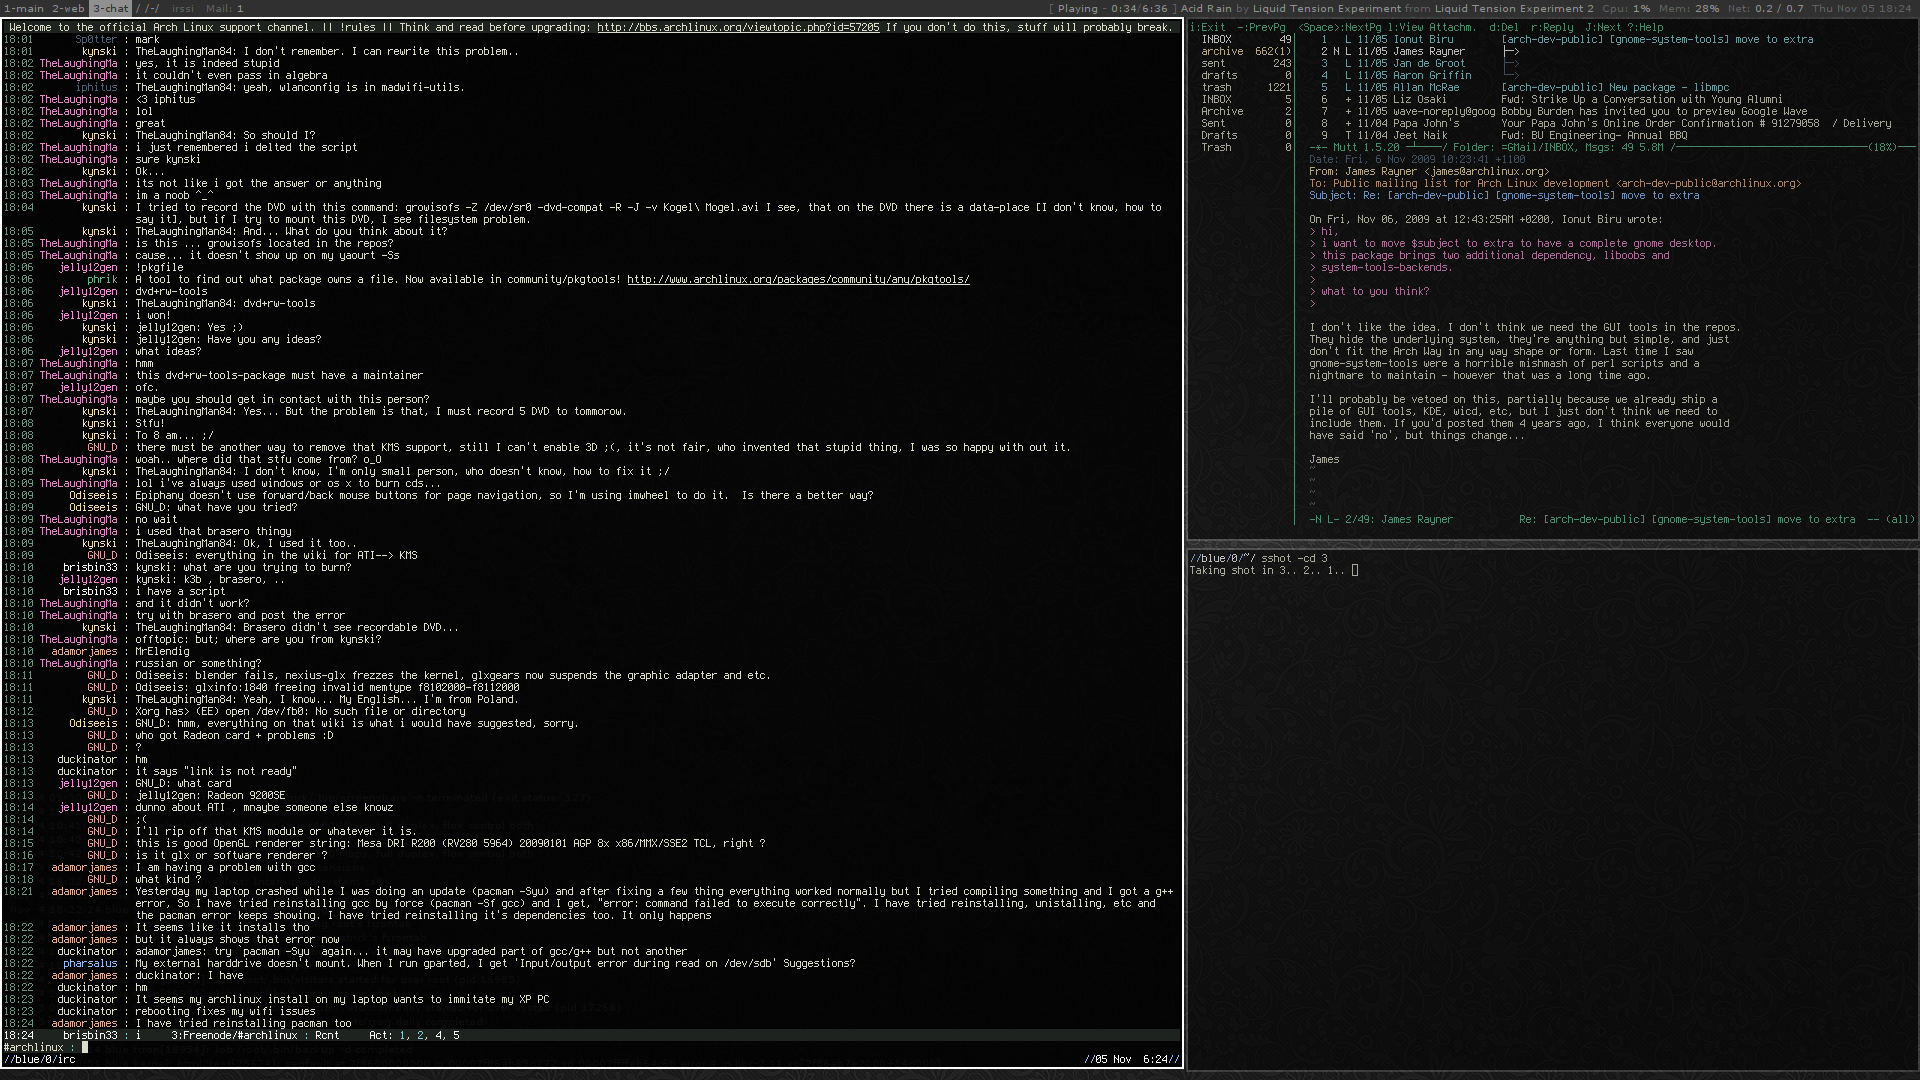 1-main 2-web 3-chat / /-/ irssi Mail: 1
[ Playing - 0:34/6:36 ] Acid Rain by Liquid Tension Experiment from Liquid Tension Experiment 2 Cpu: 1% Mem: 28% Net: 0.2 / 0.7 Thu Nov 05 18:24
Welcome to the official Arch Linux support channel. || !rules || Think and read before upgrading: http://bbs.archlinux.org/viewtopic.php?id=57205 If you don't do this, stuff will probably break.
18:01 Sp0tter : mark
18:01 kynski : TheLaughingMan84: I don't remember. I can rewrite this problem..
18:02 TheLaughingMa : yes, it is indeed stupid
18:02 TheLaughingMa : it couldn't even pass in algebra
18:02 iphitus : TheLaughingMan84: yeah, wlanconfig is in madwifi-utils.
18:02 TheLaughingMa : <3 iphitus
18:02 TheLaughingMa : lol
18:02 TheLaughingMa : great
18:02 kynski : TheLaughingMan84: So should I?
18:02 TheLaughingMa : i just remembered i delted the script
18:02 TheLaughingMa : sure kynski
18:02 kynski : Ok...
18:03 TheLaughingMa : its not like i got the answer or anything
18:03 TheLaughingMa : im a noob ^_^
18:04 kynski : I tried to record the DVD with this command: growisofs -Z /dev/sr0 -dvd-compat -R -J -v Kogel\ Mogel.avi I see, that on the DVD there is a data-place [I don't know, how to
say it], but if I try to mount this DVD, I see filesystem problem.
18:05 kynski : TheLaughingMan84: And... What do you think about it?
18:05 TheLaughingMa : is this ... growisofs located in the repos?
18:05 TheLaughingMa : cause... it doesn't show up on my yaourt -Ss
18:06 jelly12gen : !pkgfile
18:06 phrik : A tool to find out what package owns a file. Now available in community/pkgtools! http://www.archlinux.org/packages/community/any/pkgtools/
18:06 jelly12gen : dvd+rw-tools
18:06 kynski : TheLaughingMan84: dvd+rw-tools
18:06 jelly12gen : i won!
18:06 kynski : jelly12gen: Yes ;)
18:06 kynski : jelly12gen: Have you any ideas?
18:06 jelly12gen : what ideas?
18:07 TheLaughingMa : hmm
18:07 TheLaughingMa : this dvd+rw-tools-package must have a maintainer
18:07 jelly12gen : ofc.
18:07 TheLaughingMa : maybe you should get in contact with this person?
18:07 kynski : TheLaughingMan84: Yes... But the problem is that, I must record 5 DVD to tommorow.
18:08 kynski : Stfu!
18:08 kynski : To 8 am... ;/
18:08 GNU_D : there must be another way to remove that KMS support, still I can't enable 3D ;(, it's not fair, who invented that stupid thing, I was so happy with out it.
18:08 TheLaughingMa : woah.. where did that stfu come from? o_O
18:09 kynski : TheLaughingMan84: I don't know, I'm only small person, who doesn't know, how to fix it ;/
18:09 TheLaughingMa : lol i've always used windows or os x to burn cds...
18:09 Odiseeis : Epiphany doesn't use forward/back mouse buttons for page navigation, so I'm using imwheel to do it.  Is there a better way?
18:09 Odiseeis : GNU_D: what have you tried?
18:09 TheLaughingMa : no wait
18:09 TheLaughingMa : i used that brasero thingy
18:09 kynski : TheLaughingMan84: Ok, I used it too..
18:09 GNU_D : Odiseeis: everything in the wiki for ATI--> KMS
18:10 brisbin33 : kynski: what are you trying to burn?
18:10 jelly12gen : kynski: k3b , brasero, ..
18:10 brisbin33 : i have a script
18:10 TheLaughingMa : and it didn't work?
18:10 TheLaughingMa : try with brasero and post the error
18:10 kynski : TheLaughingMan84: Brasero didn't see recordable DVD...
18:10 TheLaughingMa : offtopic: but; where are you from kynski?
18:10 adamorjames : MrElendig
18:10 TheLaughingMa : russian or something?
18:11 GNU_D : Odiseeis: blender fails, nexius-glx frezzes the kernel, glxgears now suspends the graphic adapter and etc.
18:11 GNU_D : Odiseeis: glxinfo:1840 freeing invalid memtype f8102000-f8112000
18:11 kynski : TheLaughingMan84: Yeah, I know... My English... I'm from Poland.
18:12 GNU_D : Xorg has> (EE) open /dev/fb0: No such file or directory
18:13 Odiseeis : GNU_D: hmm, everything on that wiki is what i would have suggested, sorry.
18:13 GNU_D : who got Radeon card + problems :D
18:13 GNU_D : ?
18:13 duckinator : hm
18:13 duckinator : it says "link is not ready"
18:13 jelly12gen : GNU_D: what card
18:13 GNU_D : jelly12gen: Radeon 9200SE
18:14 jelly12gen : dunno about ATI , mnaybe someone else knowz
18:14 GNU_D : ;(
18:14 GNU_D : I'll rip off that KMS module or whatever it is.
18:15 GNU_D : this is good OpenGL renderer string: Mesa DRI R200 (RV280 5964) 20090101 AGP 8x x86/MMX/SSE2 TCL, right ?
18:16 GNU_D : is it glx or software renderer ?
18:17 adamorjames : I am having a problem with gcc
18:18 GNU_D : what kind ?
18:21 adamorjames : Yesterday my laptop crashed while I was doing an update (pacman -Syu) and after fixing a few thing everything worked normally but I tried compiling something and I got a g++
error, So I have tried reinstalling gcc by force (pacman -Sf gcc) and I get, "error: command failed to execute correctly". I have tried reinstalling, unistalling, etc and
the pacman error keeps showing. I have tried reinstalling it's dependencies too. It only happens
18:22 adamorjames : It seems like it installs tho
18:22 adamorjames : but it always shows that error now
18:22 duckinator : adamorjames: try `pacman -Syu` again... it may have upgraded part of gcc/g++ but not another
18:22 pharsalus : My external harddrive doesn't mount. When I run gparted, I get 'Input/output error during read on /dev/sdb' Suggestions?
18:22 adamorjames : duckinator: I have
18:22 duckinator : hm
18:23 duckinator : It seems my archlinux install on my laptop wants to immitate my XP PC
18:23 duckinator : rebooting fixes my wifi issues
18:24 adamorjames : I have tried reinstalling pacman too
18:24 brisbin33 : i 3:Freenode/#archlinux : Rcnt Act: 1, 2, 4, 5
#archlinux :
//blue/0/irc //05 Nov 6:24//
i:Exit -:PrevPg <Space>:NextPg l:View Attachm. d:Del r:Reply J:Next ?:Help
INBOX 49 1 L 11/05 Ionut Biru [arch-dev-public] [gnome-system-tools] move to extra
archive 662(1) 2 N L 11/05 James Rayner ├─>
sent 243 3 L 11/05 Jan de Groot ├─>
drafts 0 4 L 11/05 Aaron Griffin └─>
trash 1221 5 L 11/05 Allan McRae [arch-dev-public] New package - libmpc
INBOX 5 6 + 11/05 Liz Osaki Fwd: Strike Up a Conversation with Young Alumni
Archive 2 7 + 11/05 wave-noreply@goog Bobby Burden has invited you to preview Google Wave
Sent 0 8 + 11/04 Papa John's Your Papa John's Online Order Confirmation # 91279058 / Delivery
Drafts 0 9 T 11/04 Jeet Naik Fwd: BU Engineering- Annual BBQ
Trash 0 -*- Mutt 1.5.20 ─┴────/ Folder: =GMail/INBOX, Msgs: 49 5.8M /────(18%)───
Date: Fri, 6 Nov 2009 10:23:41 +1100
From: James Rayner <james@archlinux.org>
To: Public mailing list for Arch Linux development <arch-dev-public@archlinux.org>
Subject: Re: [arch-dev-public] [gnome-system-tools] move to extra
On Fri, Nov 06, 2009 at 12:43:25AM +0200, Ionut Biru wrote:
> hi,
> i want to move $subject to extra to have a complete gnome desktop.
> this package brings two additional dependency, liboobs and
> system-tools-backends.
>
> what to you think?
>
I don't like the idea. I don't think we need the GUI tools in the repos.
They hide the underlying system, they're anything but simple, and just
don't fit the Arch Way in any way shape or form. Last time I saw
gnome-system-tools were a horrible mishmash of perl scripts and a
nightmare to maintain - however that was a long time ago.
I'll probably be vetoed on this, partially because we already ship a
pile of GUI tools, KDE, wicd, etc, but I just don't think we need to
include them. If you'd posted them 4 years ago, I think everyone would
have said 'no', but things change...
James
~
~
~
~
-N L- 2/49: James Rayner Re: [arch-dev-public] [gnome-system-tools] move to extra -- (all)
//blue/0/~/ sshot -cd 3
Taking shot in 3.. 2.. 1..